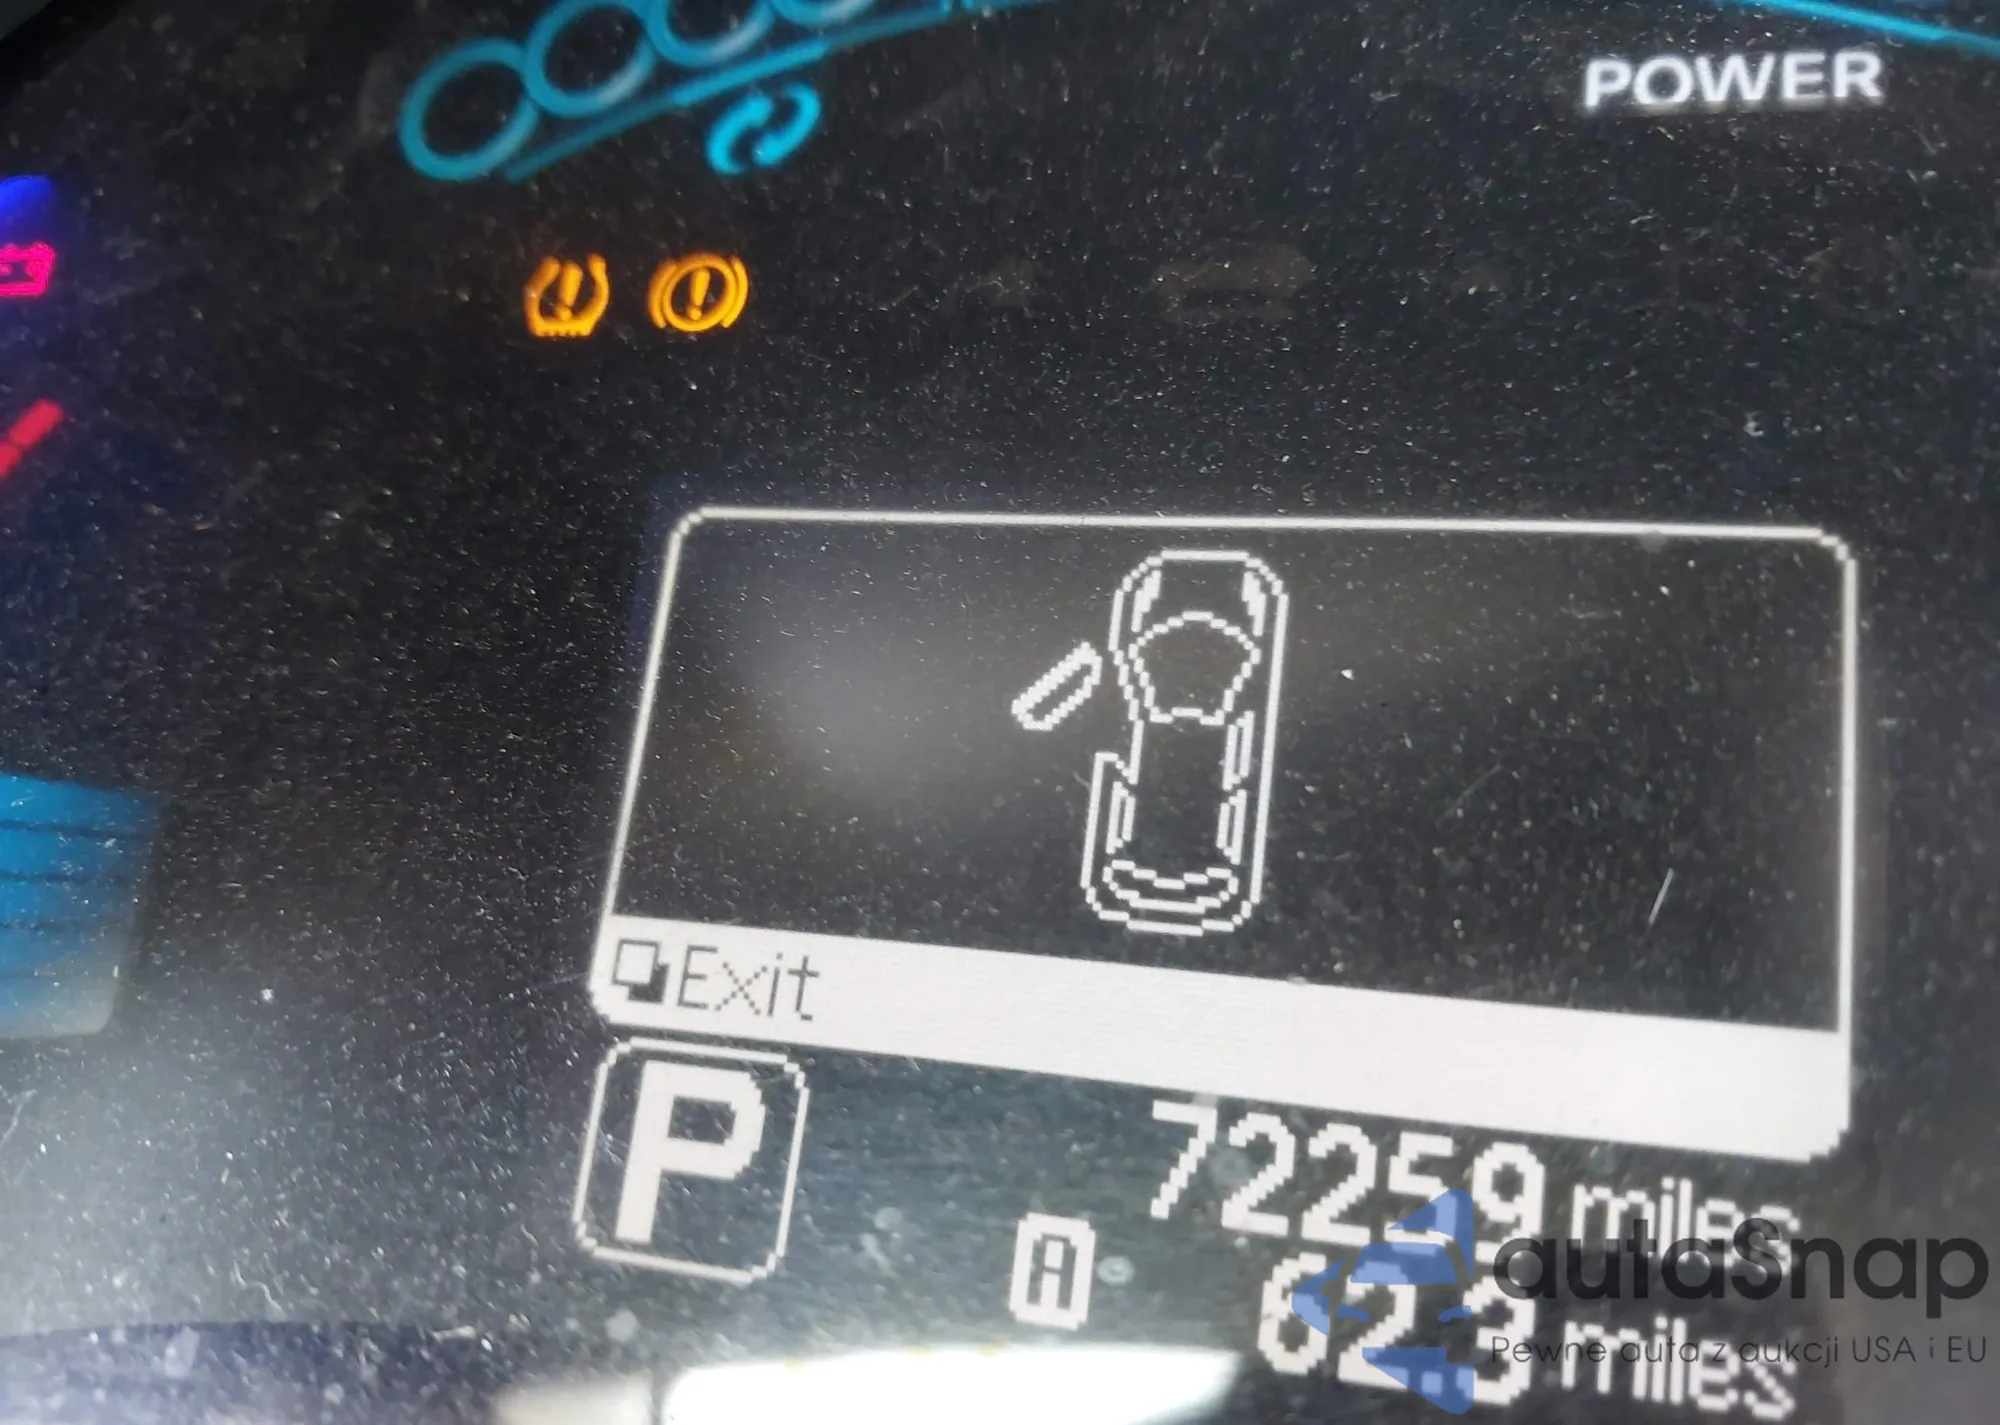 POWER
Exit
P
72259 miles
A
62.3 miles
autaSnap
Pewne auta z aukcji USA i EU